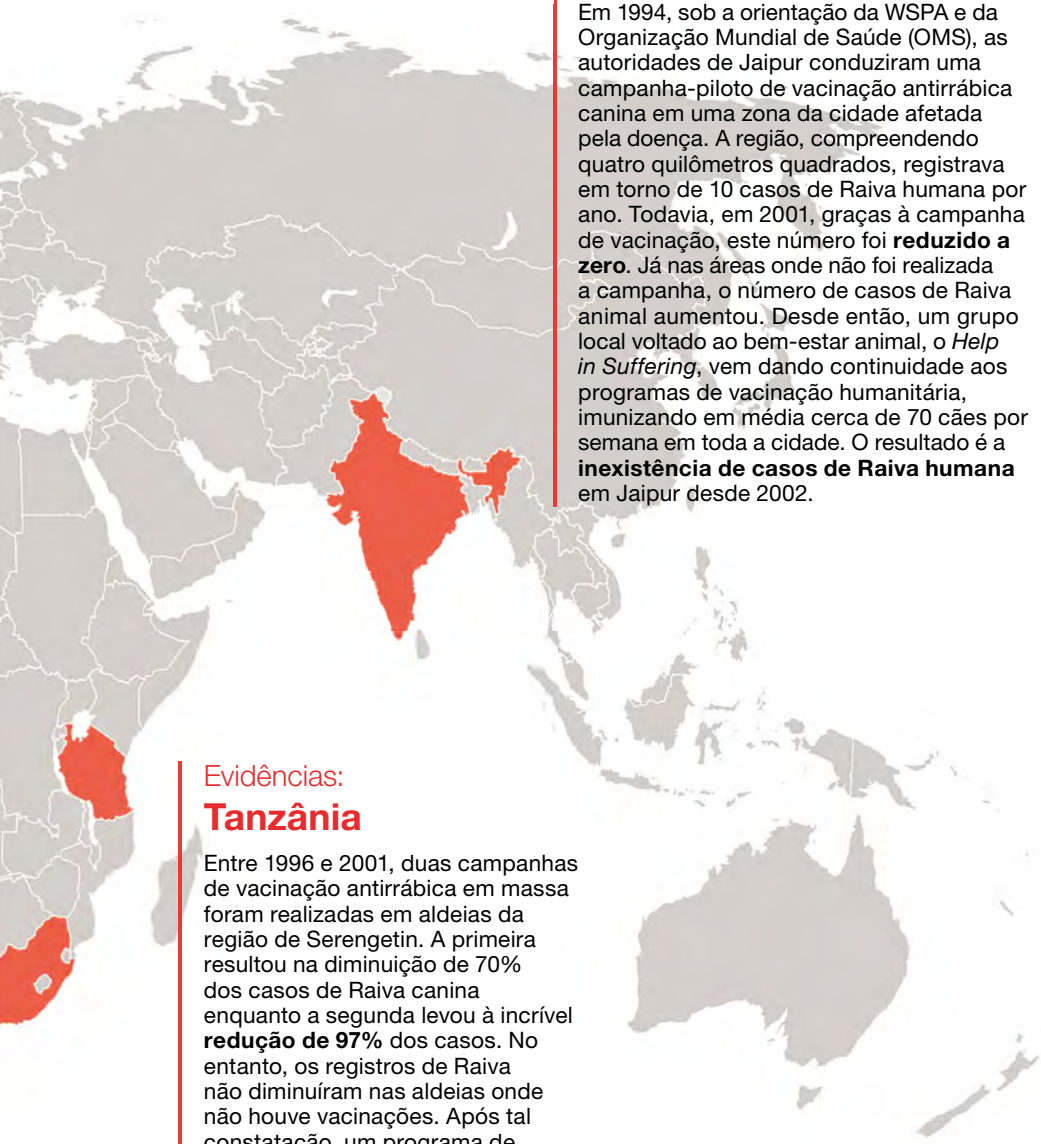 Em 1994, sob a orientação da WSPA e da
Organização Mundial de Saúde (OMS), as
autoridades de Jaipur conduziram uma
campanha-piloto de vacinação antirrábica
canina em uma zona da cidade afetada
pela doença. A região, compreendendo
quatro quilômetros quadrados, registrava
em torno de 10 casos de Raiva humana por
ano. Todavia, em 2001, graças à campanha
de vacinação, este número foi reduzido a
zero. Já nas áreas onde não foi realizada
a campanha, o número de casos de Raiva
animal aumentou. Desde então, um grupo
local voltado ao bem-estar animal, o Help
in Suffering, vem dando continuidade aos
programas de vacinação humanitária,
imunizando em média cerca de 70 cães por
semana em toda a cidade. O resultado é a
inexistência de casos de Raiva humana
em Jaipur desde 2002.
Evidências:
Tanzânia
Entre 1996 e 2001, duas campanhas
de vacinação antirrábica em massa
foram realizadas em aldeias da
região de Serengetin. A primeira
resultou na diminuição de 70%
dos casos de Raiva canina
enquanto a segunda levou à incrível
redução de 97% dos casos. No
entanto, os registros de Raiva
não diminuíram nas aldeias onde
não houve vacinações. Após tal
constatação, um programa de